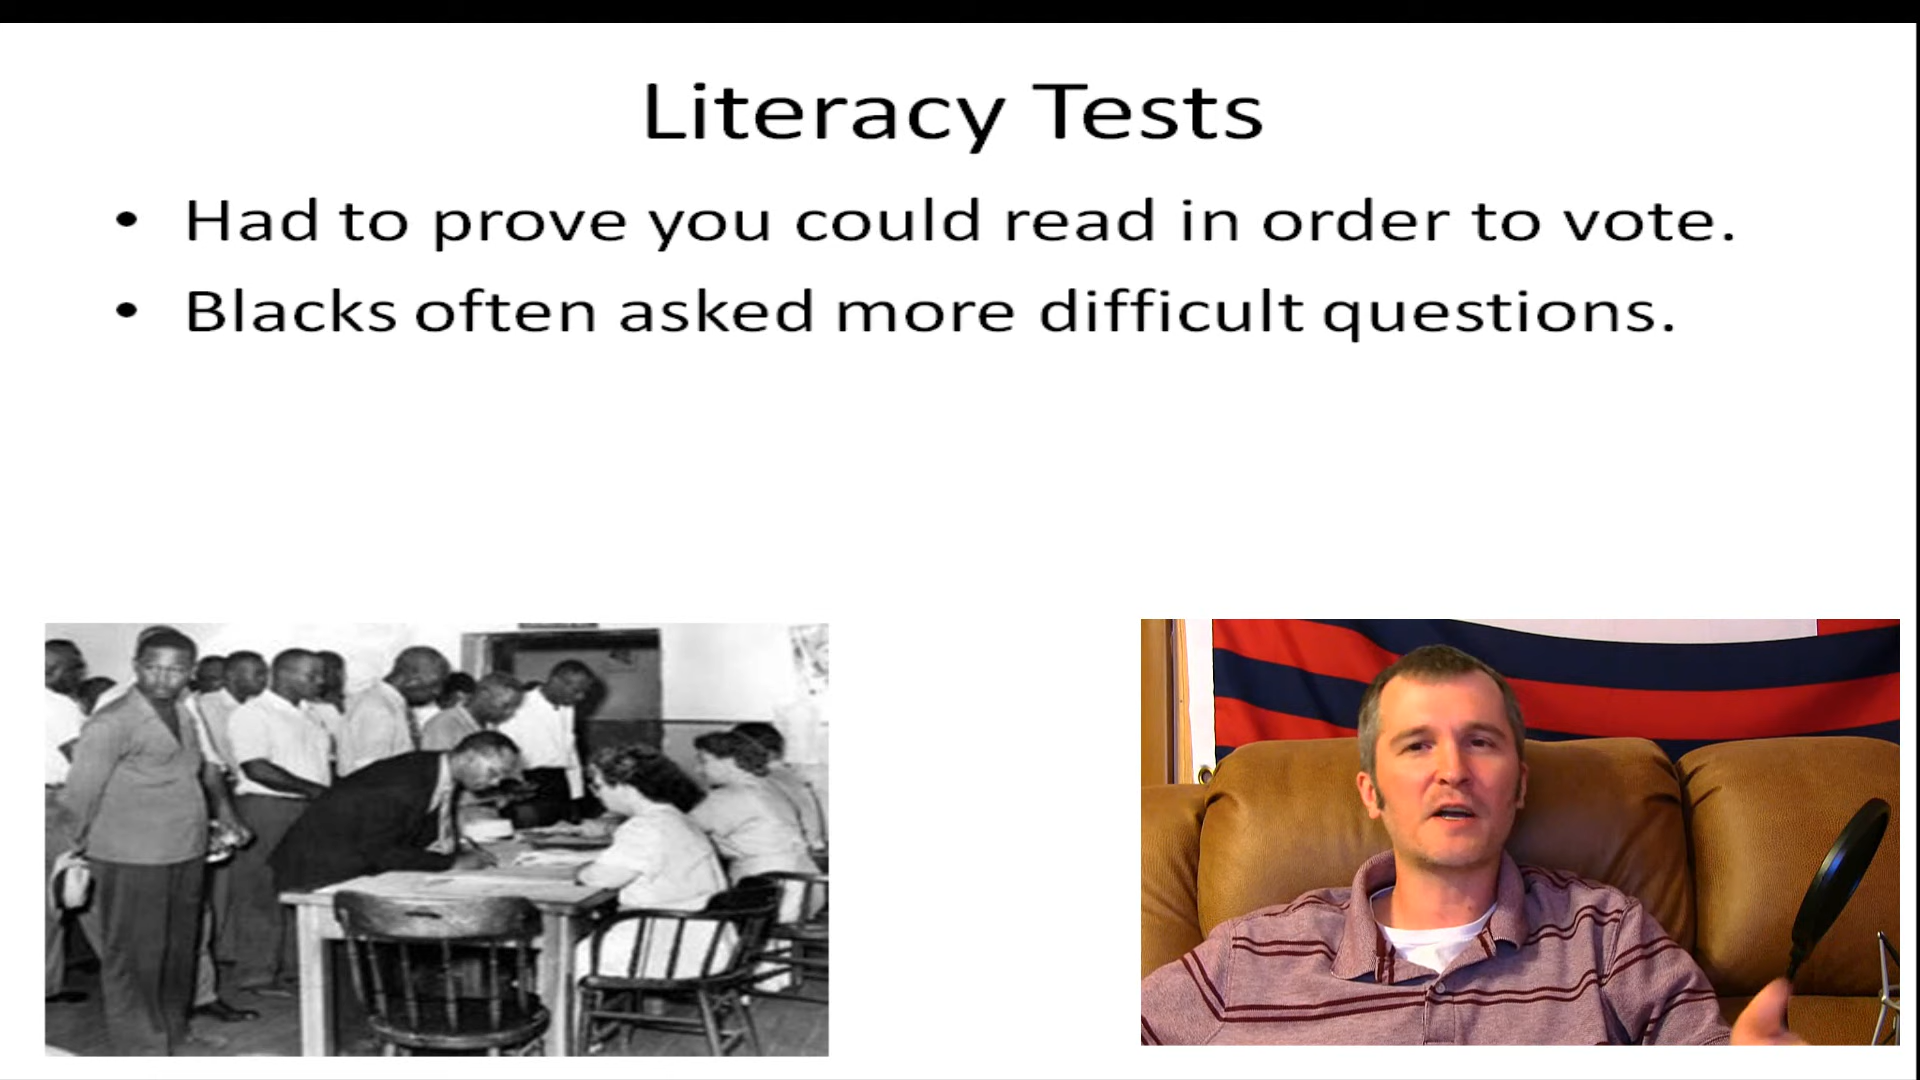 Literacy Tests
• Had to prove you could read in order to vote.
• Blacks often asked more difficult questions.